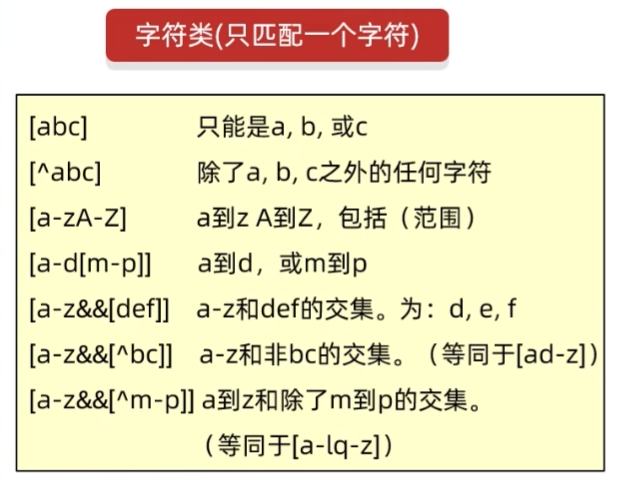 字符类(只匹配一个字符)
[abc] 只能是a, b, 或c
[^abc] 除了a, b, c之外的任何字符
[a-zA-Z] a到z A到Z，包括（范围）
[a-d[m-p]] a到d，或m到p
[a-z&&[def]] a-z和def的交集。为：d, e, f
[a-z&&[^bc]] a-z和非bc的交集。（等同于[ad-z]）
[a-z&&[^m-p]] a到z和除了m到p的交集。
（等同于[a-lq-z]）